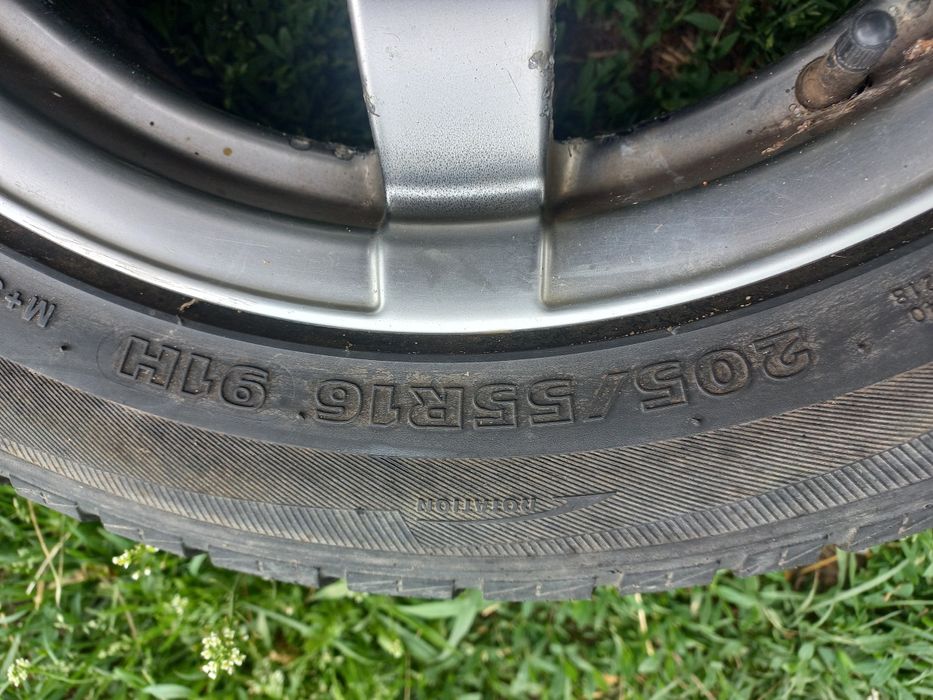 205/55R16 91H
M+S
ROTATION